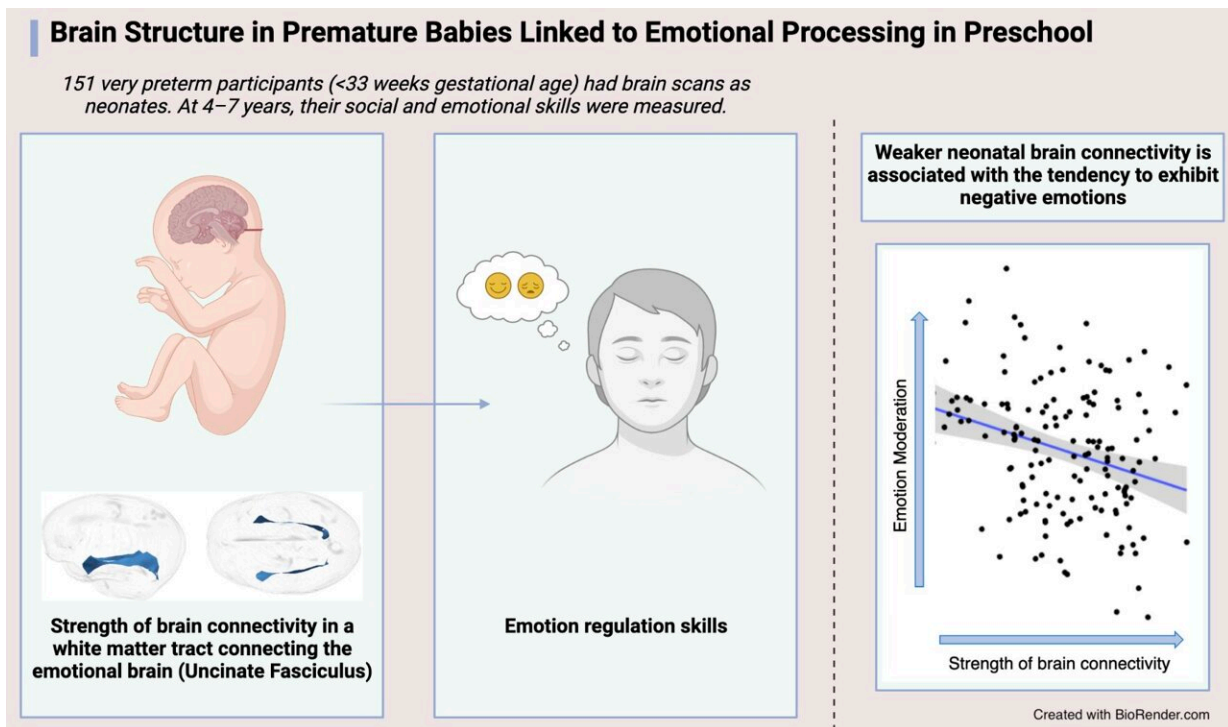 Brain Structure in Premature Babies Linked to Emotional Processing in Preschool
151 very preterm participants (<33 weeks gestational age) had brain scans as
neonates. At 4–7 years, their social and emotional skills were measured.
Strength of brain connectivity in a
white matter tract connecting the
emotional brain (Uncinate Fasciculus)
Emotion regulation skills
Weaker neonatal brain connectivity is
associated with the tendency to exhibit
negative emotions
Emotion Moderation
Strength of brain connectivity
Created with BioRender.com